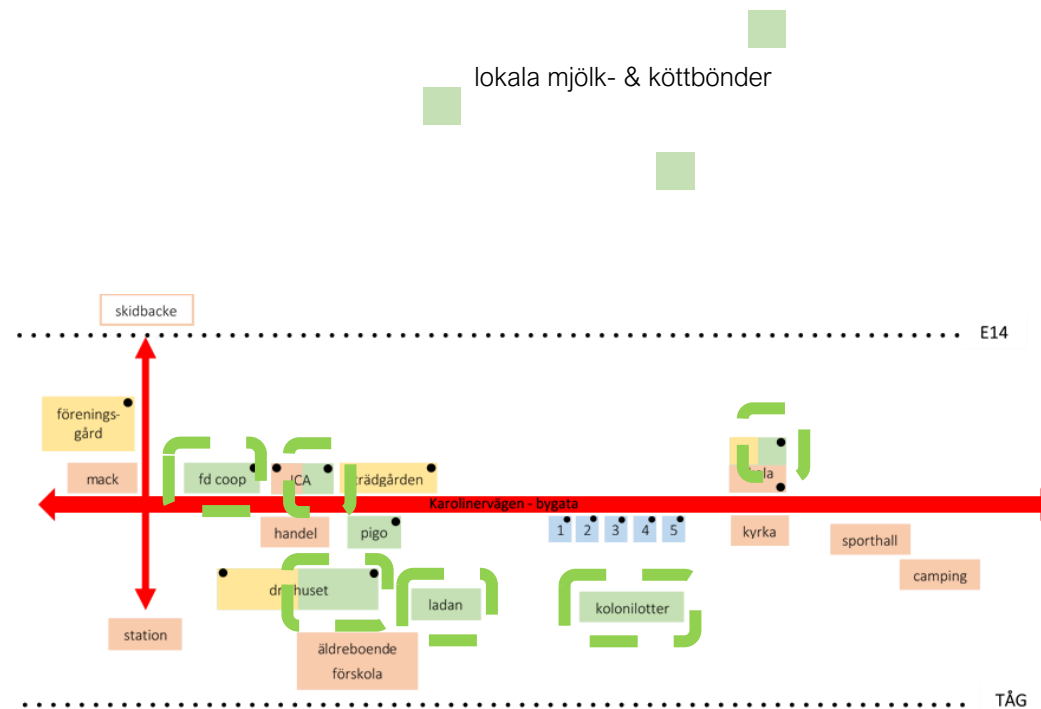 lokala mjölk- & köttbönder
skidbacke
E14
förenings-
gård
mack
fd coop
ICA
trädgården
Karolinervägen - bygata
handel
pigo
1 2 3 4 5
kyrka
sporthall
camping
ladan
kolonilotter
station
äldreboende
förskola
TÅG